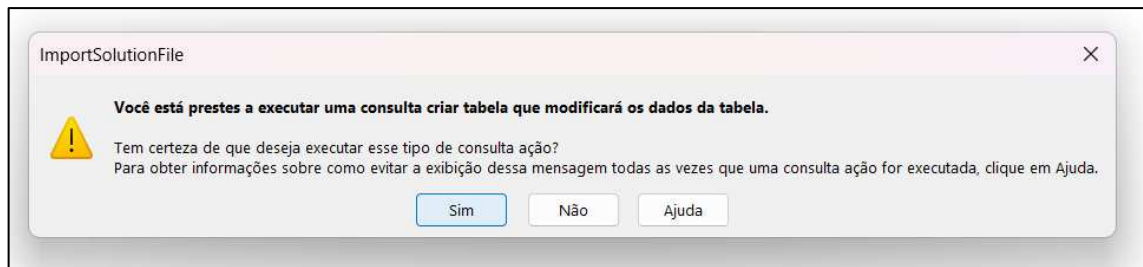 ImportSolutionFile
Você está prestes a executar uma consulta criar tabela que modificará os dados da tabela.
Tem certeza de que deseja executar esse tipo de consulta ação?
Para obter informações sobre como evitar a exibição dessa mensagem todas as vezes que uma consulta ação for executada, clique em Ajuda.
Sim Não Ajuda